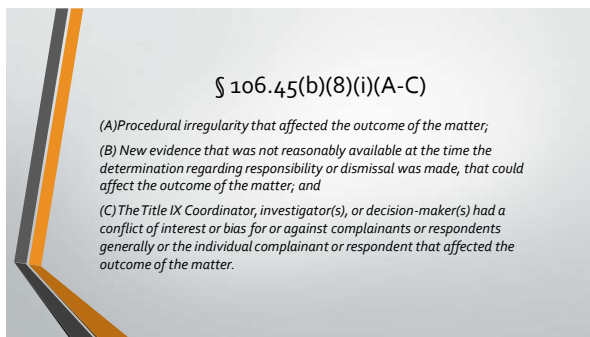 § 106.45(b)(8)(i)(A-C)
(A)Procedural irregularity that affected the outcome of the matter;
(B) New evidence that was not reasonably available at the time the
determination regarding responsibility or dismissal was made, that could
affect the outcome of the matter; and
(C) The Title IX Coordinator, investigator(s), or decision-maker(s) had a
conflict of interest or bias for or against complainants or respondents
generally or the individual complainant or respondent that affected the
outcome of the matter.